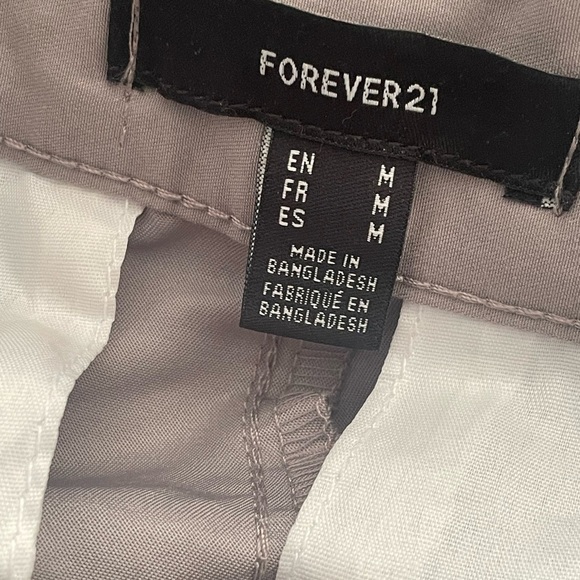 FOREVER21
EN M
FR M
ES M
MADE IN
BANGLADESH
FABRIQUÉ EN
BANGLADESH